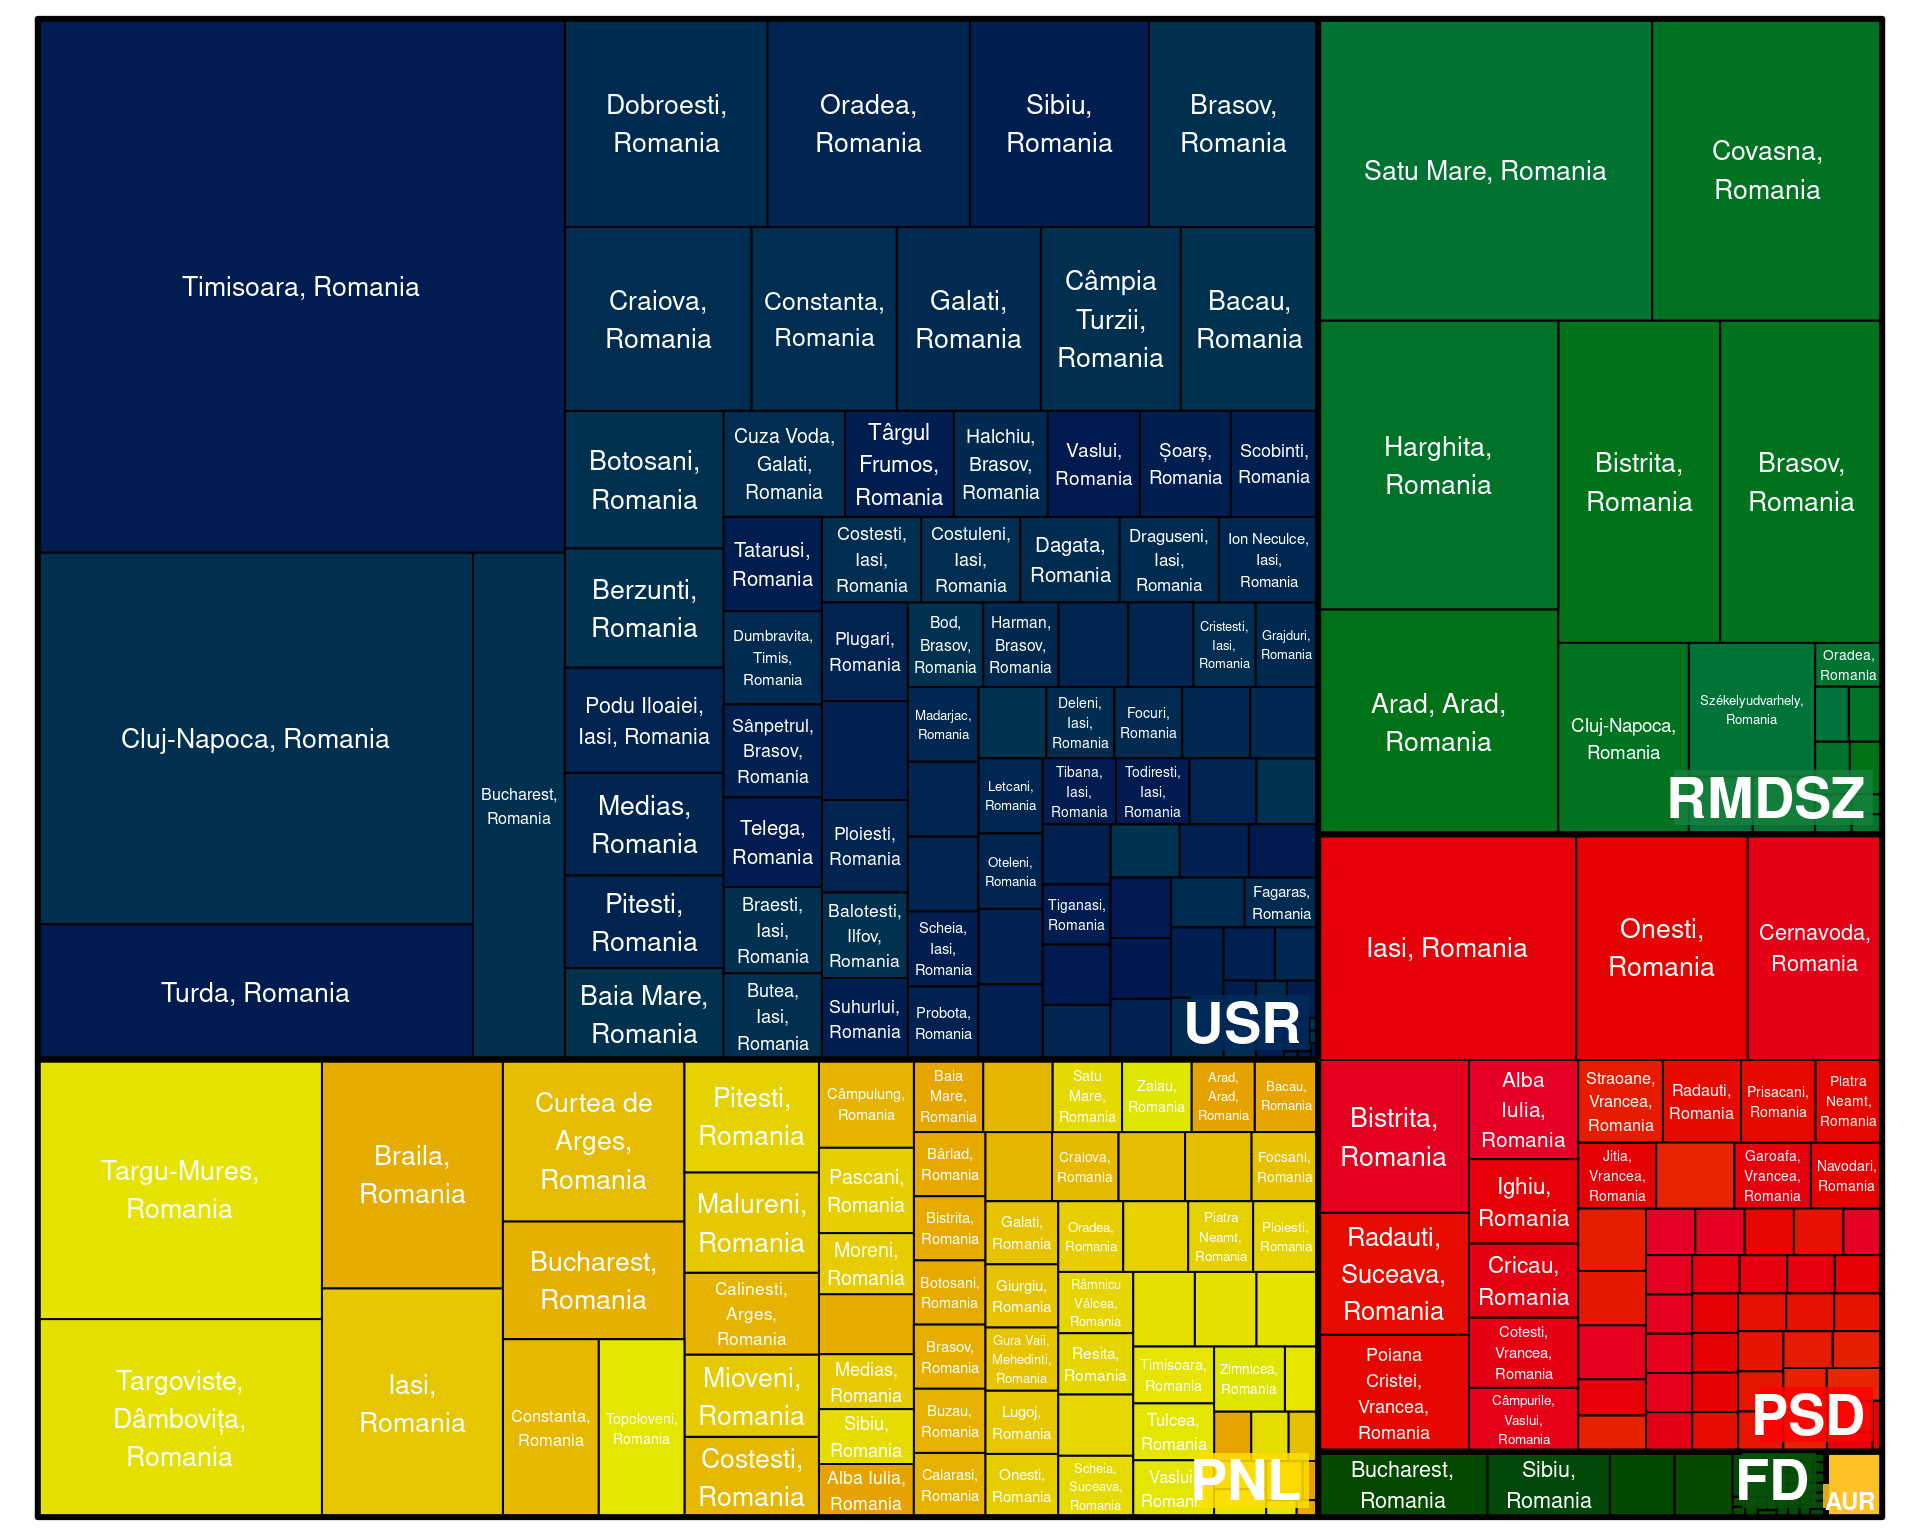 Timisoara, Romania
Cluj-Napoca, Romania
Turda, Romania
Bucharest,
Romania
Dobroesti,
Romania
Oradea,
Romania
Sibiu,
Romania
Brasov,
Romania
Craiova,
Romania
Constanta,
Romania
Galati,
Romania
Câmpia
Turzii,
Romania
Bacau,
Romania
Botosani,
Romania
Berzunti,
Romania
Podu Iloaiei,
Iasi, Romania
Medias,
Romania
Pitesti,
Romania
Baia Mare,
Romania
Cuza Voda,
Galati,
Romania
Târgul
Frumos,
Romania
Halchiu,
Brasov,
Romania
Vaslui,
Romania
Șoarș,
Romania
Scobinti,
Romania
Tatarusi,
Romania
Dumbravita,
Timis,
Romania
Sânpetrul,
Brasov,
Romania
Telega,
Romania
Braesti,
Iasi,
Romania
Butea,
Iasi,
Romania
Costesti,
Iasi,
Romania
Costuleni,
Iasi,
Romania
Dagata,
Romania
Draguseni,
Iasi,
Romania
Ion Neculce,
Iasi,
Romania
Plugari,
Romania
Ploiesti,
Romania
Balotesti,
Ilfov,
Romania
Suhurlui,
Romania
Bod,
Brasov,
Romania
Harman,
Brasov,
Romania
Cristesti,
Iasi,
Romania
Grajduri,
Romania
Madarjac,
Romania
Scheia,
Iasi,
Romania
Probota,
Romania
Deleni,
Iasi,
Romania
Focuri,
Romania
Letcani,
Romania
Oteleni,
Romania
Tibana,
Iasi,
Romania
Todiresti,
Iasi,
Romania
Tiganasi,
Romania
Fagaras,
Romania
USR
Satu Mare, Romania
Covasna,
Romania
Harghita,
Romania
Arad, Arad,
Romania
Bistrita,
Romania
Brasov,
Romania
Cluj-Napoca,
Romania
Székelyudvarhely,
Romania
Oradea,
Romania
RMDSZ
Iasi, Romania
Onesti,
Romania
Cernavoda,
Romania
Bistrita,
Romania
Radauti,
Suceava,
Romania
Poiana
Cristei,
Vrancea,
Romania
Alba
Iulia,
Romania
Ighiu,
Romania
Cricau,
Romania
Cotesti,
Vrancea,
Romania
Câmpurile,
Vaslui,
Romania
Straoane,
Vrancea,
Romania
Radauti,
Romania
Prisacani,
Romania
Piatra
Neamt,
Romania
Jitia,
Vrancea,
Romania
Garoafa,
Vrancea,
Romania
Navodari,
Romania
PSD
Targu-Mures,
Romania
Targoviste,
Dâmbovița,
Romania
Braila,
Romania
Iasi,
Romania
Curtea de
Arges,
Romania
Bucharest,
Romania
Constanta,
Romania
Topoloveni,
Romania
Pitesti,
Romania
Malureni,
Romania
Calinesti,
Arges,
Romania
Mioveni,
Romania
Costesti,
Romania
Câmpulung,
Romania
Pascani,
Romania
Moreni,
Romania
Medias,
Romania
Sibiu,
Romania
Alba Iulia,
Romania
Baia
Mare,
Romania
Bârlad,
Romania
Bistrita,
Romania
Botosani,
Romania
Brasov,
Romania
Buzau,
Romania
Calarasi,
Romania
Satu
Mare,
Romania
Zalau,
Romania
Arad,
Arad,
Romania
Bacau,
Romania
Craiova,
Romania
Focsani,
Romania
Galati,
Romania
Giurgiu,
Romania
Gura Vaii,
Mehedinti,
Romania
Lugoj,
Romania
Onesti,
Romania
Oradea,
Romania
Piatra
Neamt,
Romania
Ploiesti,
Romania
Râmnicu
Vâlcea,
Romania
Resita,
Romania
Scheia,
Suceava,
Romania
Timisoara,
Romania
Zimnicea,
Romania
Tulcea,
Romania
Vaslui,
Romania
PNL
Bucharest,
Romania
Sibiu,
Romania
FD
AUR